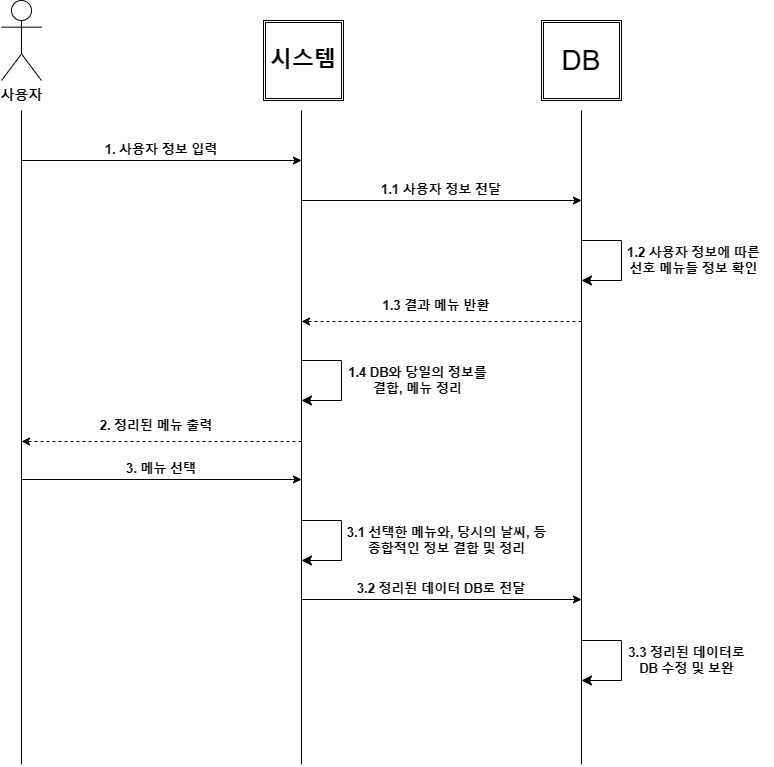 사용자
시스템
DB
1. 사용자 정보 입력
1.1 사용자 정보 전달
1.2 사용자 정보에 따른
선호 메뉴들 정보 확인
1.3 결과 메뉴 반환
1.4 DB와 당일의 정보를
결합, 메뉴 정리
2. 정리된 메뉴 출력
3. 메뉴 선택
3.1 선택한 메뉴와, 당시의 날씨, 등
종합적인 정보 결합 및 정리
3.2 정리된 데이터 DB로 전달
3.3 정리된 데이터로
DB 수정 및 보완